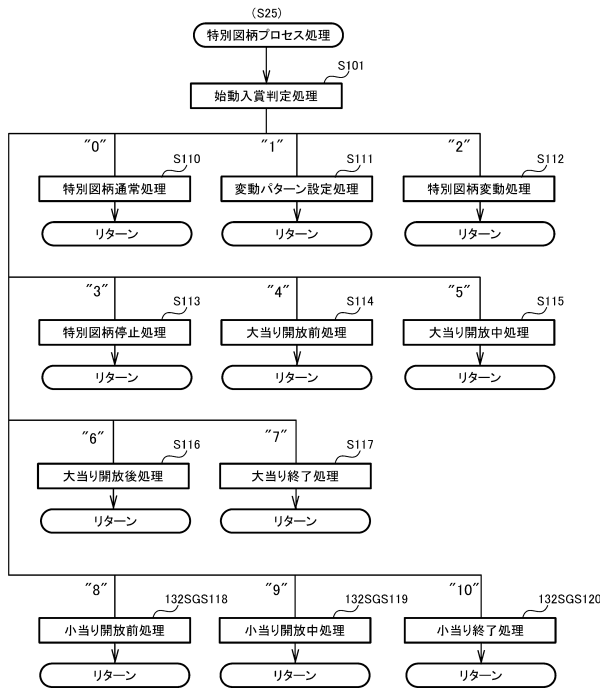 (S25)
特別図柄プロセス処理
S101
始動入賞判定処理
"0" "1" "2"
S110 S111 S112
特別図柄通常処理 変動パターン設定処理 特別図柄変動処理
リターン リターン リターン
"3" "4" "5"
S113 S114 S115
特別図柄停止処理 大当り開放前処理 大当り開放中処理
リターン リターン リターン
"6" "7"
S116 S117
大当り開放後処理 大当り終了処理
リターン リターン
"8" "9" "10"
132SGS118 132SGS119 132SGS120
小当り開放前処理 小当り開放中処理 小当り終了処理
リターン リターン リターン